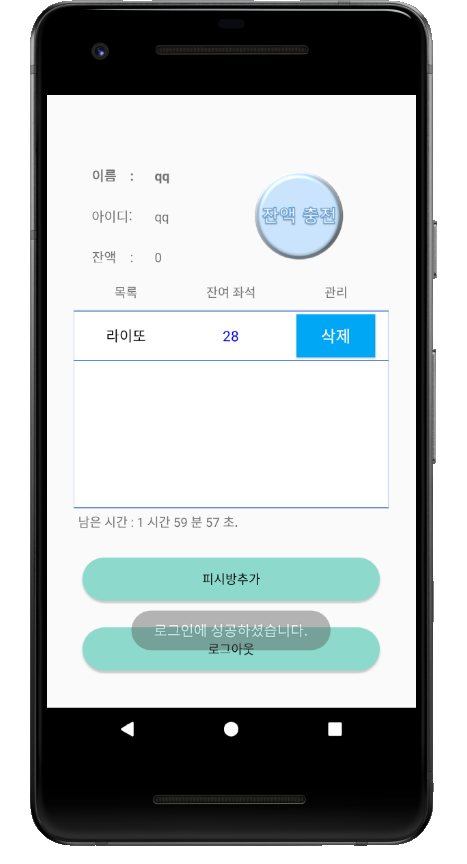 이름 : qq
잔액 충전
아이디: qq
잔액 : 0
목록 잔여 좌석 관리
라이또 28 삭제
남은 시간 : 1 시간 59 분 57 초.
피시방추가
로그인에 성공하셨습니다.
로그아웃